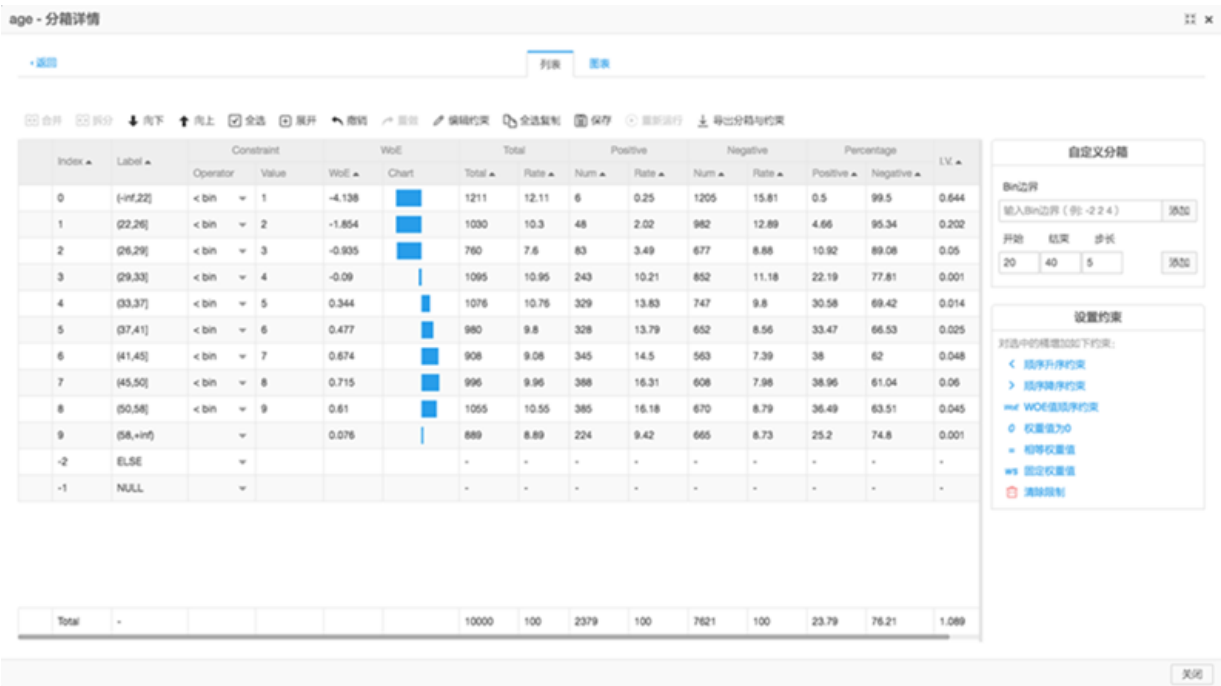 age - 分箱详情
‹返回 列表 图表
合并 拆分 向下 向上 全选 展开 撤销 重做 编辑约束 全选复制 保存 重新运行 导出分箱与约束
Index Label Constraint WoE Total Positive Negative Percentage I.V.
Operator Value WoE Chart Total Rate Num Rate Num Rate Positive Negative
0 (-inf,22] < bin 1 -4.138 1211 12.11 6 0.25 1205 15.81 0.5 99.5 0.644
1 (22,26] < bin 2 -1.854 1030 10.3 48 2.02 982 12.89 4.66 95.34 0.202
2 (26,29] < bin 3 -0.935 760 7.6 83 3.49 677 8.88 10.92 89.08 0.05
3 (29,33] < bin 4 -0.09 1095 10.95 243 10.21 852 11.18 22.19 77.81 0.001
4 (33,37] < bin 5 0.344 1076 10.76 329 13.83 747 9.8 30.58 69.42 0.014
5 (37,41] < bin 6 0.477 980 9.8 328 13.79 652 8.56 33.47 66.53 0.025
6 (41,45] < bin 7 0.674 908 9.08 345 14.5 563 7.39 38 62 0.048
7 (45,50] < bin 8 0.715 996 9.96 388 16.31 608 7.98 38.96 61.04 0.06
8 (50,58] < bin 9 0.61 1055 10.55 385 16.18 670 8.79 36.49 63.51 0.045
9 (58,+inf) 0.076 889 8.89 224 9.42 665 8.73 25.2 74.8 0.001
-2 ELSE - - - - - - - - -
-1 NULL - - - - - - - - -
Total - 10000 100 2379 100 7621 100 23.79 76.21 1.089
自定义分箱
Bin边界
输入Bin边界 ( 例: -2 2 4 ) 添加
开始 结束 步长
20 40 5 添加
设置约束
对选中的精增加如下约束:
< 顺序升序约束
> 顺序降序约束
WOE值顺序约束
0 权重值为0
= 相等权重值
ws 固定权重值
清除限制
关闭